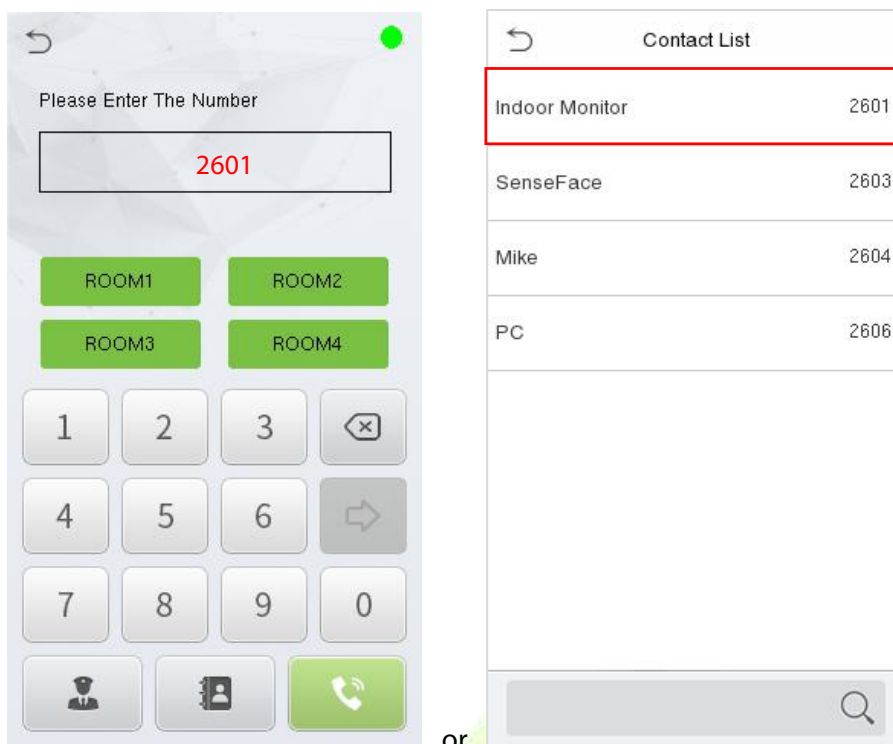 Please Enter The Number
2601
ROOM1 ROOM2
ROOM3 ROOM4
1 2 3
4 5 6
7 8 9 0
or
Contact List
Indoor Monitor 2601
SenseFace 2603
Mike 2604
PC 2606